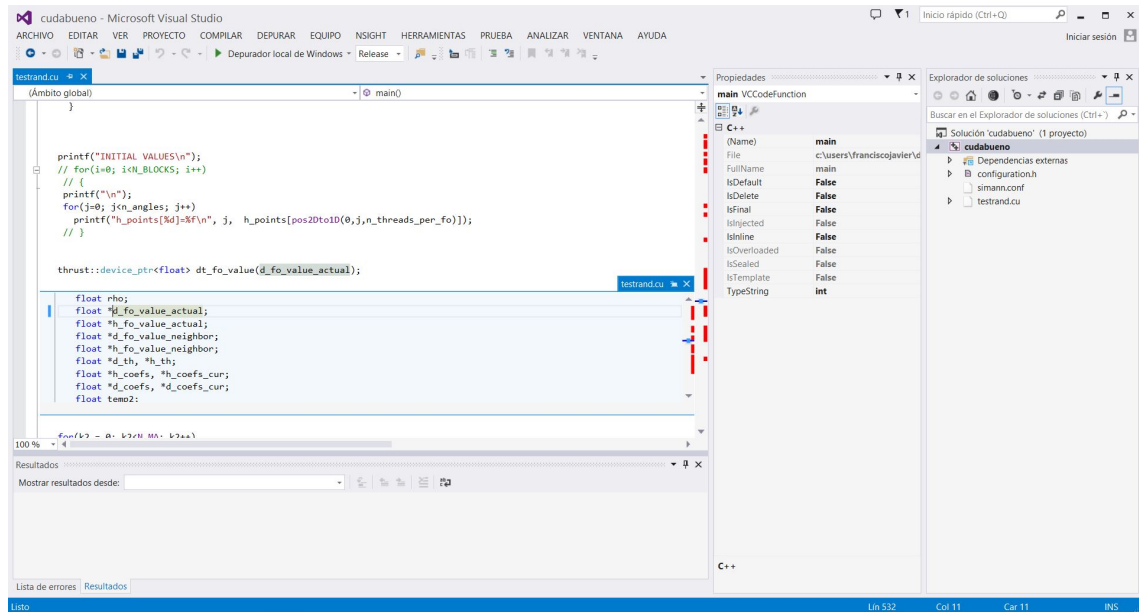 cudabueno - Microsoft Visual Studio
1
Inicio rápido (Ctrl+Q)
ARCHIVO EDITAR VER PROYECTO COMPILAR DEPURAR EQUIPO NSIGHT HERRAMIENTAS PRUEBA ANALIZAR VENTANA AYUDA
Iniciar sesión
Depurador local de Windows Release
testrand.cu
(Ámbito global) main()
}
printf("INITIAL VALUES\n");
// for(i=0; i<N_BLOCKS; i++)
// {
printf("\n");
for(j=0; j<n_angles; j++)
printf("h_points[%d]=%f\n", j, h_points[pos2Dto1D(0,j,n_threads_per_fo)]);
// }
thrust::device_ptr<float> dt_fo_value(d_fo_value_actual);
testrand.cu
float rho;
float *d_fo_value_actual;
float *h_fo_value_actual;
float *d_fo_value_neighbor;
float *h_fo_value_neighbor;
float *d_th, *h_th;
float *h_coefs, *h_coefs_cur;
float *d_coefs, *d_coefs_cur;
float temp2;
for(k2 = 0; k2<N_MA; k2++)
100 %
Resultados
Mostrar resultados desde:
Lista de errores Resultados
Propiedades
main VCCodeFunction
C++
(Name) main
File c:\users\franciscojavier\d
FullName main
IsDefault False
IsDelete False
IsFinal False
IsInjected False
IsInline False
IsOverloaded False
IsSealed False
IsTemplate False
TypeString int
C++
Explorador de soluciones
Buscar en el Explorador de soluciones (Ctrl+`)
Solución 'cudabueno' (1 proyecto)
cudabueno
Dependencias externas
configuration.h
simann.conf
testrand.cu
Listo Lín 532 Col 11 Car 11 INS